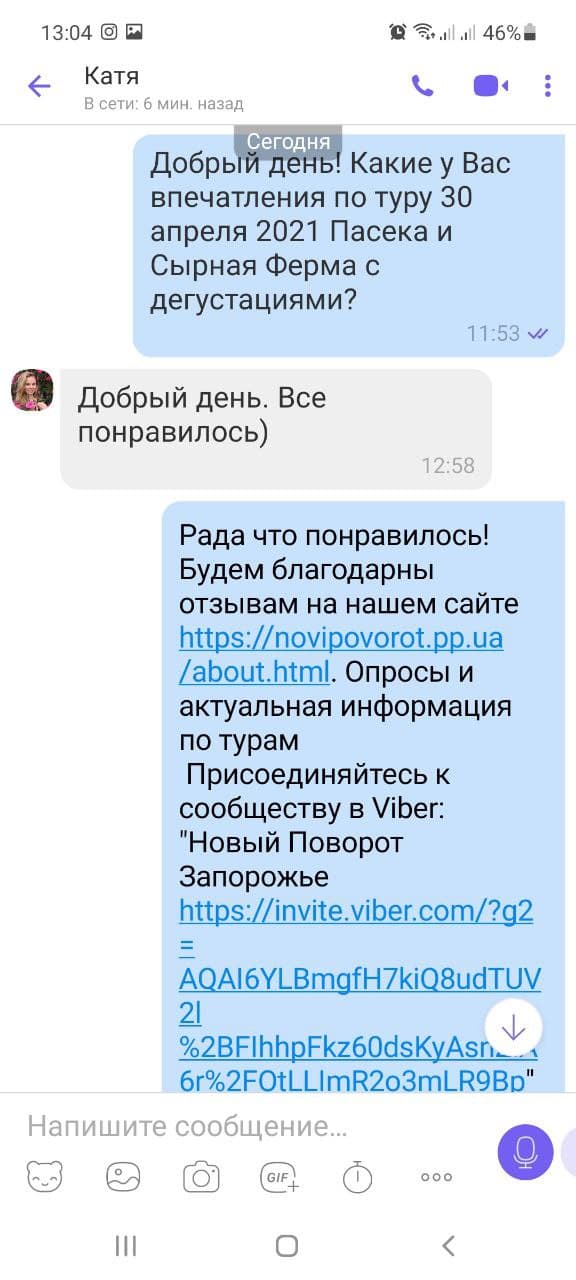 13:04
46%
Катя
В сети: 6 мин. назад
Сегодня
Добрый день! Какие у Вас
впечатления по туру 30
апреля 2021 Пасека и
Сырная Ферма с
дегустациями?
11:53
Добрый день. Все
понравилось)
12:58
Рада что понравилось!
Будем благодарны
отзывам на нашем сайте
https://novipovorot.pp.ua
/about.html. Опросы и
актуальная информация
по турам
Присоединяйтесь к
сообществу в Viber:
"Новый Поворот
Запорожье
https://invite.viber.com/?g2
=
AQAI6YLBmgfH7kiQ8udTUV
2l
6r%2FOtLLImR2o3mLR9Bp"
Напишите сообщение...
GIF